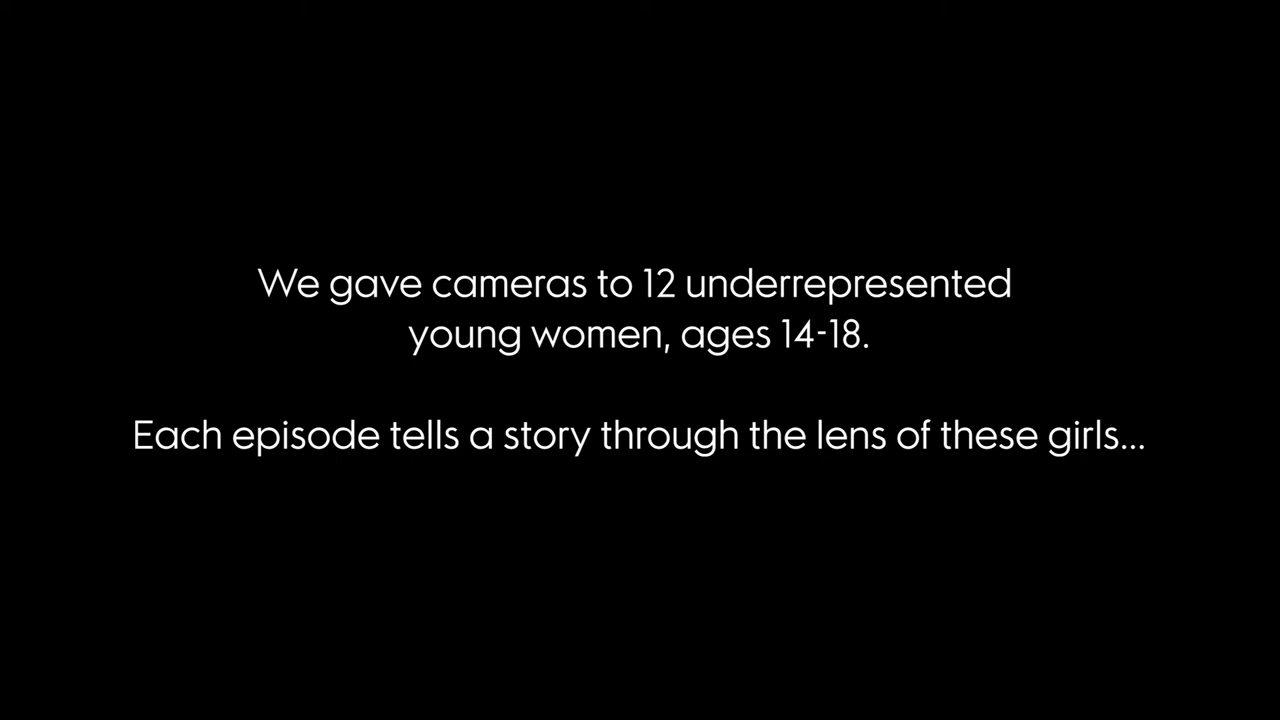 We gave cameras to 12 underrepresented
young women, ages 14-18.
Each episode tells a story through the lens of these girls...